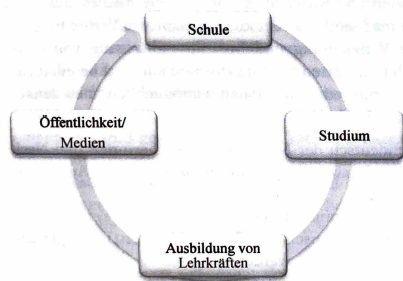 Schule
Studium
Ausbildung von
Lehrkräften
Öffentlichkeit/
Medien